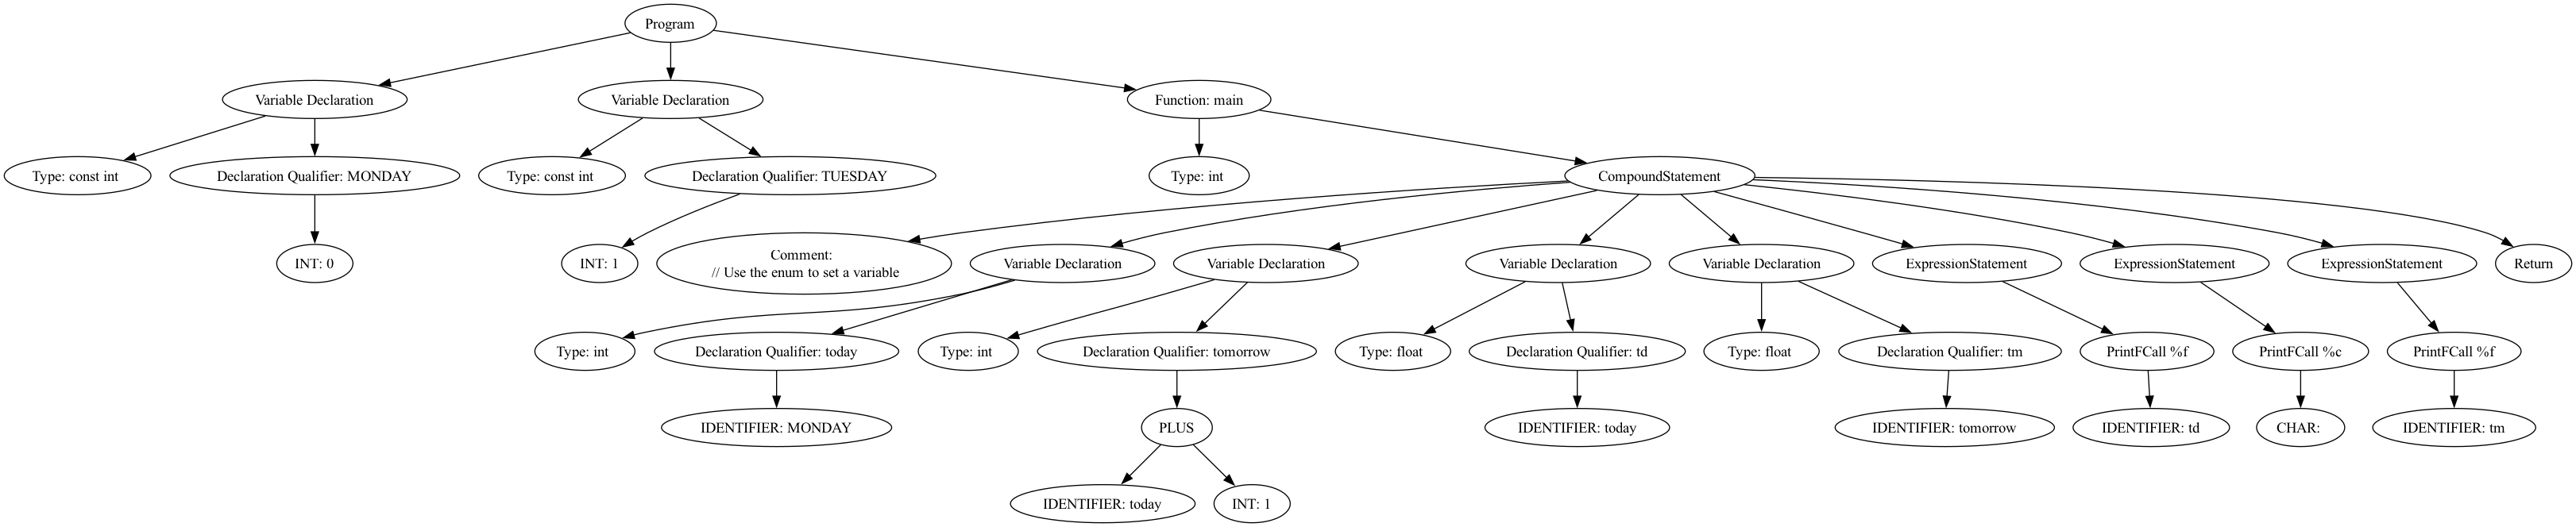 Program
Variable Declaration
Variable Declaration
Function: main
Type: const int
Declaration Qualifier: MONDAY
Type: const int
Declaration Qualifier: TUESDAY
Type: int
CompoundStatement
INT: 0
INT: 1
Comment:
// Use the enum to set a variable
Variable Declaration
Variable Declaration
Variable Declaration
Variable Declaration
ExpressionStatement
ExpressionStatement
ExpressionStatement
Return
Type: int
Declaration Qualifier: today
Type: int
Declaration Qualifier: tomorrow
Type: float
Declaration Qualifier: td
Type: float
Declaration Qualifier: tm
PrintFCall %f
PrintFCall %c
PrintFCall %f
IDENTIFIER: MONDAY
PLUS
IDENTIFIER: today
IDENTIFIER: tomorrow
IDENTIFIER: td
CHAR:
IDENTIFIER: tm
IDENTIFIER: today
INT: 1